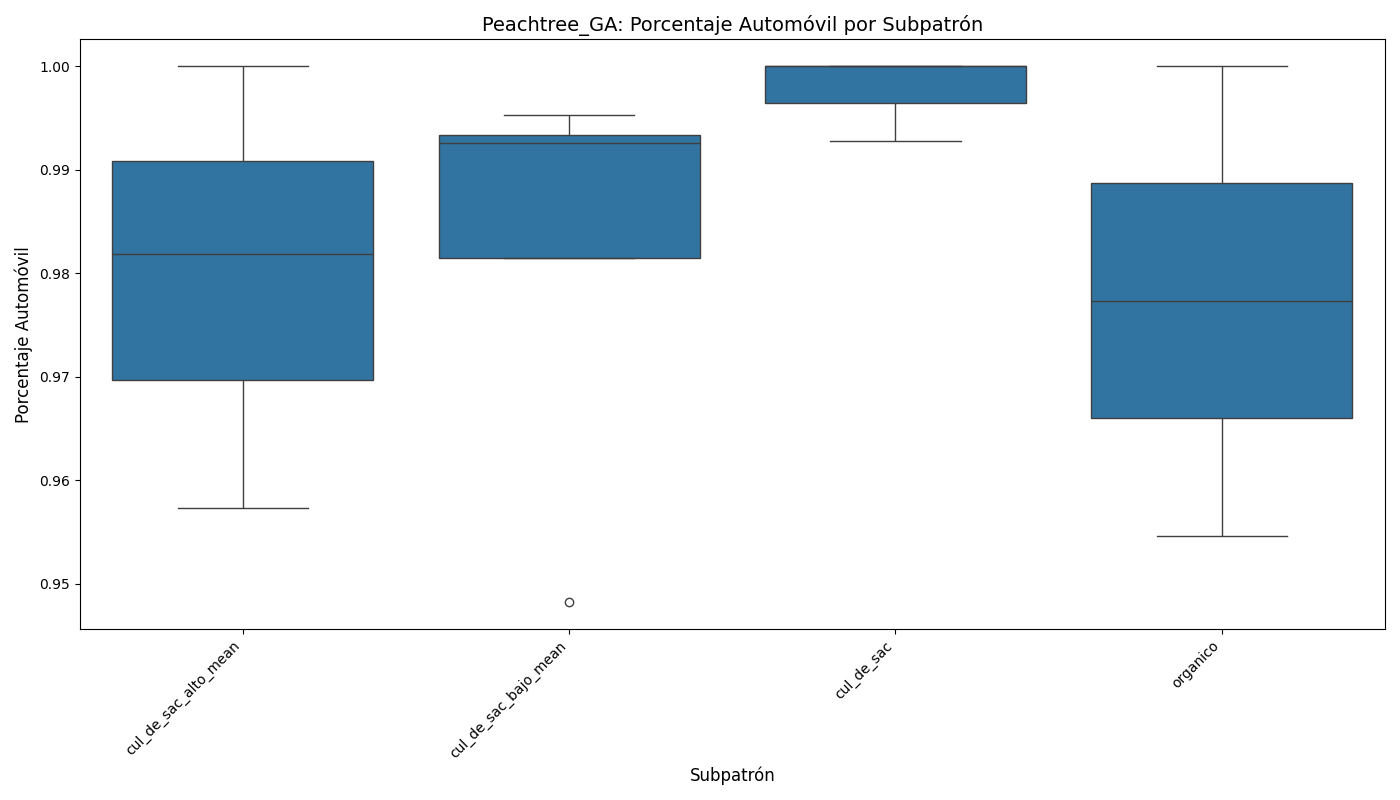 Peachtree_GA: Porcentaje Automóvil por Subpatrón
Porcentaje Automóvil
1.00
0.99
0.98
0.97
0.96
0.95
cul_de_sac_alto_mean
cul_de_sac_bajo_mean
cul_de_sac
organico
Subpatrón